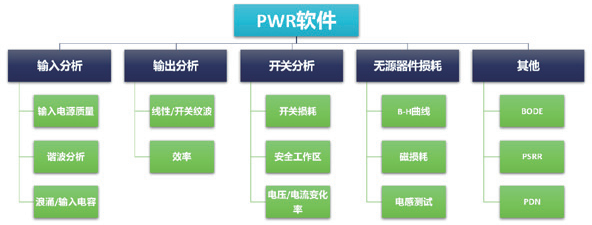 PWR软件
输入分析
输出分析
开关分析
无源器件损耗
其他
输入电源质量
线性/开关纹波
开关损耗
B-H曲线
BODE
谐波分析
效率
安全工作区
磁损耗
PSRR
浪涌/输入电容
电压/电流变化
率
电感测试
PDN